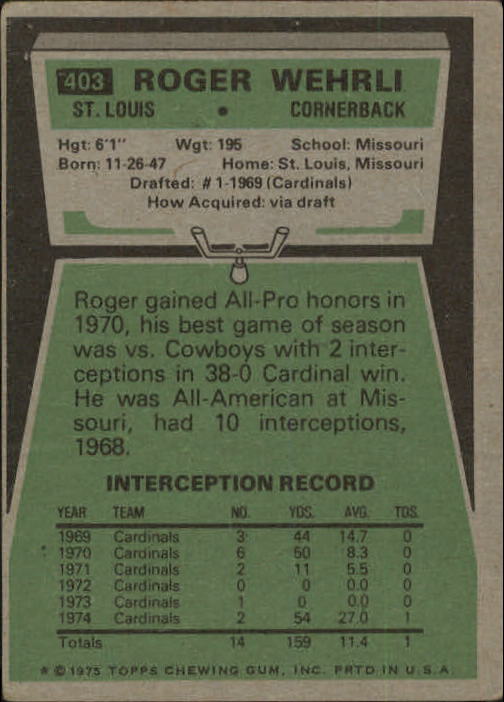 403 ROGER WEHRLI
ST. LOUIS • CORNERBACK
Hgt: 6'1" Wgt: 195 School: Missouri
Born: 11-26-47 Home: St. Louis, Missouri
Drafted: #1-1969 (Cardinals)
How Acquired: via draft
Roger gained All-Pro honors in
1970, his best game of season
was vs. Cowboys with 2 inter-
ceptions in 38-0 Cardinal win.
He was All-American at Mis-
souri, had 10 interceptions,
1968.
INTERCEPTION RECORD
YEAR TEAM NO. YDS. AVG. TDS.
1969 Cardinals 3 44 14.7 0
1970 Cardinals 6 50 8.3 0
1971 Cardinals 2 11 5.5 0
1972 Cardinals 0 0 0.0 0
1973 Cardinals 1 0 0.0 0
1974 Cardinals 2 54 27.0 1
Totals 14 159 11.4 1
* © 1975 TOPPS CHEWING GUM, INC. PRTD IN U.S.A.